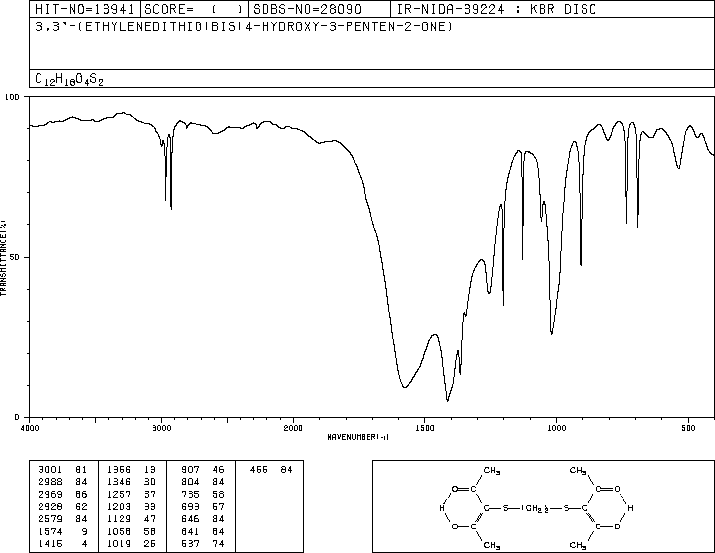 HIT-NO=13941 SCORE= ( ) SDBS-NO=28090 IR-NIDA-39224 : KBR DISC
3,3'-(ETHYLENEDITHIO)BIS(4-HYDROXY-3-PENTEN-2-ONE)
C12H18O4S2
100
50
0
TRANSMITTANCE(%)
4000 3000 2000 1500 1000 500
WAVENUMBER(-1)
3001 81 1366 13 907 46 466 84
2988 84 1346 30 804 84
2969 66 1257 37 735 58
2928 62 1203 33 693 57
2579 84 1129 47 646 84
1574 9 1058 58 641 84
1416 4 1019 26 537 74
CH3 CH3
O C C O
H C S (CH2)2 S C H
O C C O
CH3 CH3